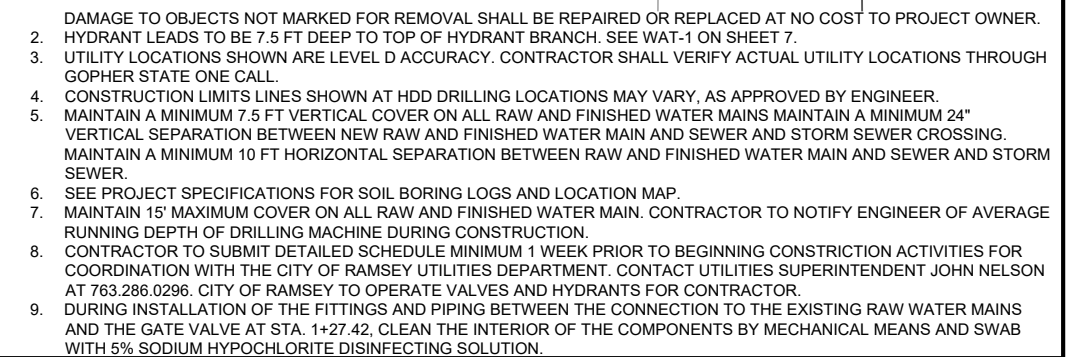 DAMAGE TO OBJECTS NOT MARKED FOR REMOVAL SHALL BE REPAIRED OR REPLACED AT NO COST TO PROJECT OWNER.
2. HYDRANT LEADS TO BE 7.5 FT DEEP TO TOP OF HYDRANT BRANCH. SEE WAT-1 ON SHEET 7.
3. UTILITY LOCATIONS SHOWN ARE LEVEL D ACCURACY. CONTRACTOR SHALL VERIFY ACTUAL UTILITY LOCATIONS THROUGH
GOPHER STATE ONE CALL.
4. CONSTRUCTION LIMITS LINES SHOWN AT HDD DRILLING LOCATIONS MAY VARY, AS APPROVED BY ENGINEER.
5. MAINTAIN A MINIMUM 7.5 FT VERTICAL COVER ON ALL RAW AND FINISHED WATER MAINS MAINTAIN A MINIMUM 24"
VERTICAL SEPARATION BETWEEN NEW RAW AND FINISHED WATER MAIN AND SEWER AND STORM SEWER CROSSING.
MAINTAIN A MINIMUM 10 FT HORIZONTAL SEPARATION BETWEEN RAW AND FINISHED WATER MAIN AND SEWER AND STORM
SEWER.
6. SEE PROJECT SPECIFICATIONS FOR SOIL BORING LOGS AND LOCATION MAP.
7. MAINTAIN 15' MAXIMUM COVER ON ALL RAW AND FINISHED WATER MAIN. CONTRACTOR TO NOTIFY ENGINEER OF AVERAGE
RUNNING DEPTH OF DRILLING MACHINE DURING CONSTRUCTION.
8. CONTRACTOR TO SUBMIT DETAILED SCHEDULE MINIMUM 1 WEEK PRIOR TO BEGINNING CONSTRICTION ACTIVITIES FOR
COORDINATION WITH THE CITY OF RAMSEY UTILITIES DEPARTMENT. CONTACT UTILITIES SUPERINTENDENT JOHN NELSON
AT 763.286.0296. CITY OF RAMSEY TO OPERATE VALVES AND HYDRANTS FOR CONTRACTOR.
9. DURING INSTALLATION OF THE FITTINGS AND PIPING BETWEEN THE CONNECTION TO THE EXISTING RAW WATER MAINS
AND THE GATE VALVE AT STA. 1+27.42, CLEAN THE INTERIOR OF THE COMPONENTS BY MECHANICAL MEANS AND SWAB
WITH 5% SODIUM HYPOCHLORITE DISINFECTING SOLUTION.